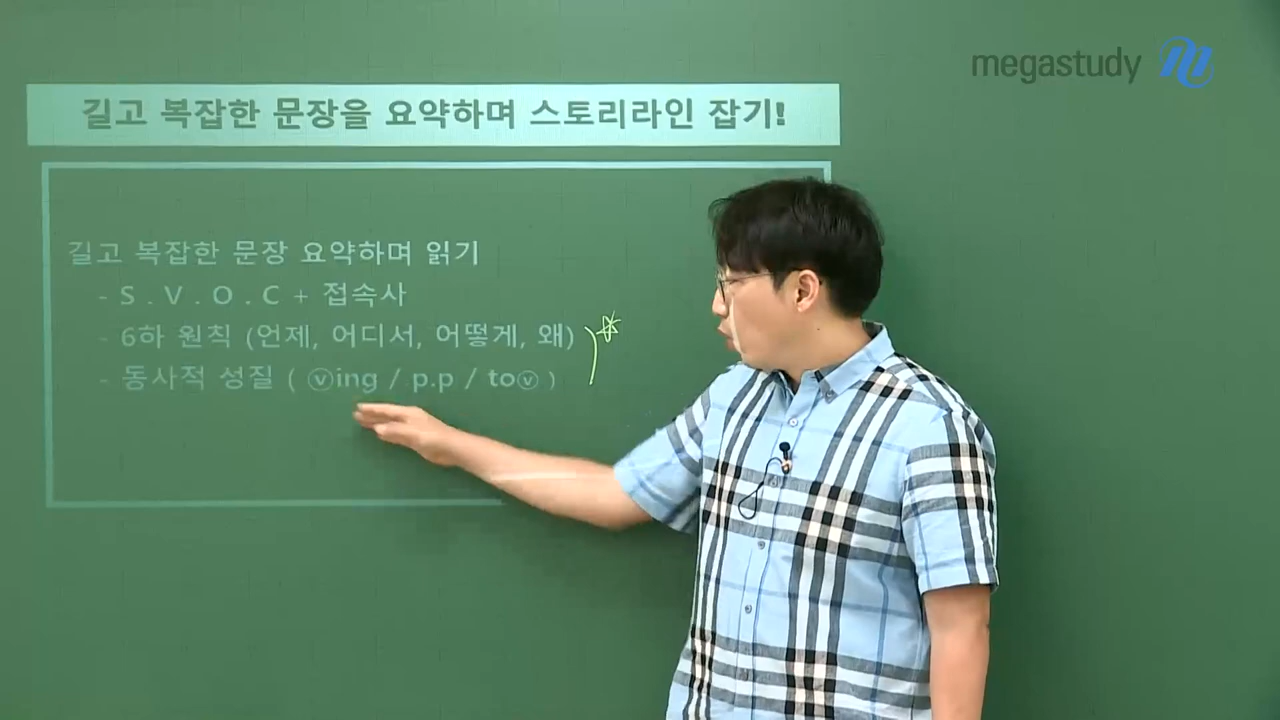 megastudy
길고 복잡한 문장을 요약하며 스토리라인 잡기!
길고 복잡한 문장 요약하며 읽기
- S . V . O . C + 접속사
- 6하 원칙 (언제, 어디서, 어떻게, 왜)
- 동사적 성질 ( ⓥing / p.p / toⓥ )